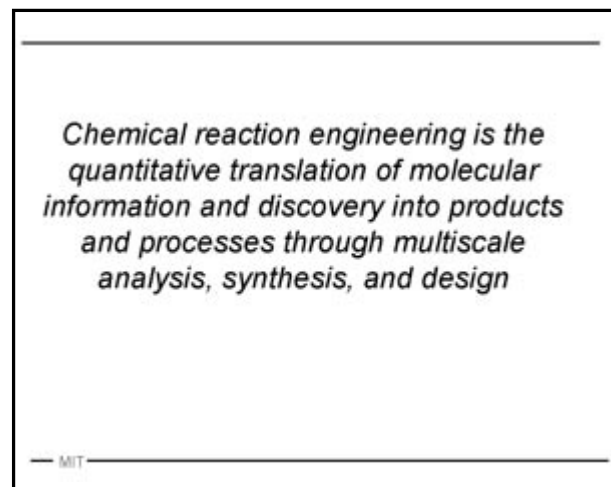 Chemical reaction engineering is the
quantitative translation of molecular
information and discovery into products
and processes through multiscale
analysis, synthesis, and design
MIT